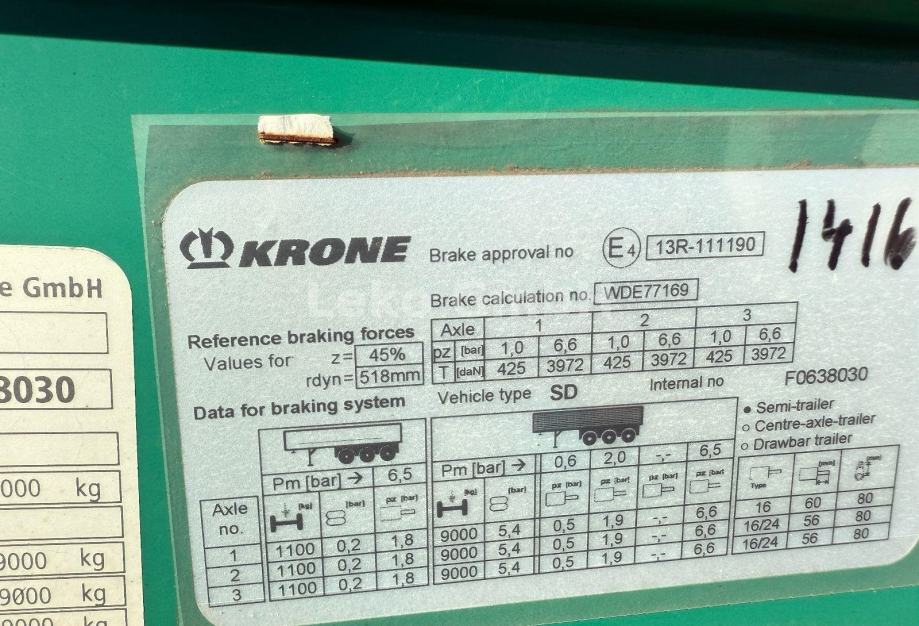 e GmbH
8030
000 kg
9000 kg
9000 kg
KRONE
Brake approval no E4 13R-111190
1416
Brake calculation no. WDE77169
Reference braking forces
Values for z= 45%
rdyn= 518mm
Axle 1 2 3
pz [bar] 1,0 6,6 1,0 6,6 1,0 6,6
T [daN] 425 3972 425 3972 425 3972
Data for braking system
Vehicle type SD Internal no F0638030
Semi-trailer
Centre-axle-trailer
Drawbar trailer
Pm [bar] → 6,5
Pm [bar] → 0,6 2,0 -,- 6,5
Axle no. [kg] [bar] pz [bar] [kg] [bar] pz [bar] pz [bar] pz [bar] pz [bar] Type [mm] [mm]
1 1100 0,2 1,8 9000 5,4 0,5 1,9 -,- 6,6 16 60 80
2 1100 0,2 1,8 9000 5,4 0,5 1,9 -,- 6,6 16/24 56 80
3 1100 0,2 1,8 9000 5,4 0,5 1,9 -,- 6,6 16/24 56 80